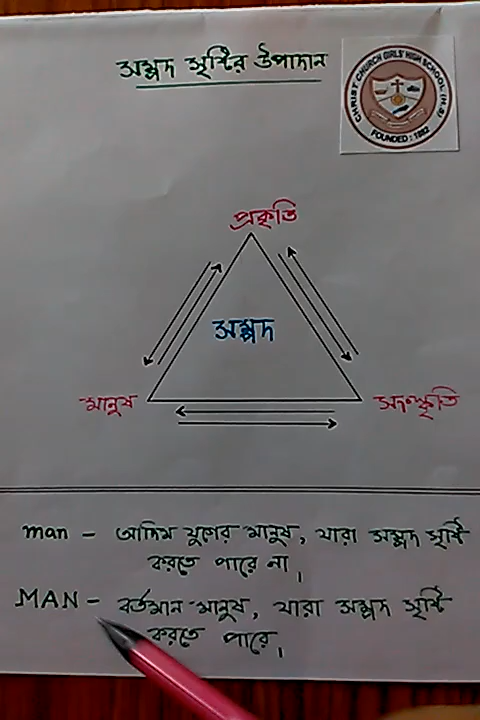 সম্পদ সৃষ্টির উপাদান
CHRIST CHURCH GIRLS' HIGH SCHOOL (H.S)
FOUNDED : 1882
প্রকৃতি
সম্পদ
মানুষ
সংস্কৃতি
man – আদিম যুগের মানুষ, যারা সম্পদ সৃষ্টি
করতে পারে না।
MAN – বর্তমান মানুষ, যারা সম্পদ সৃষ্টি
করতে পারে।